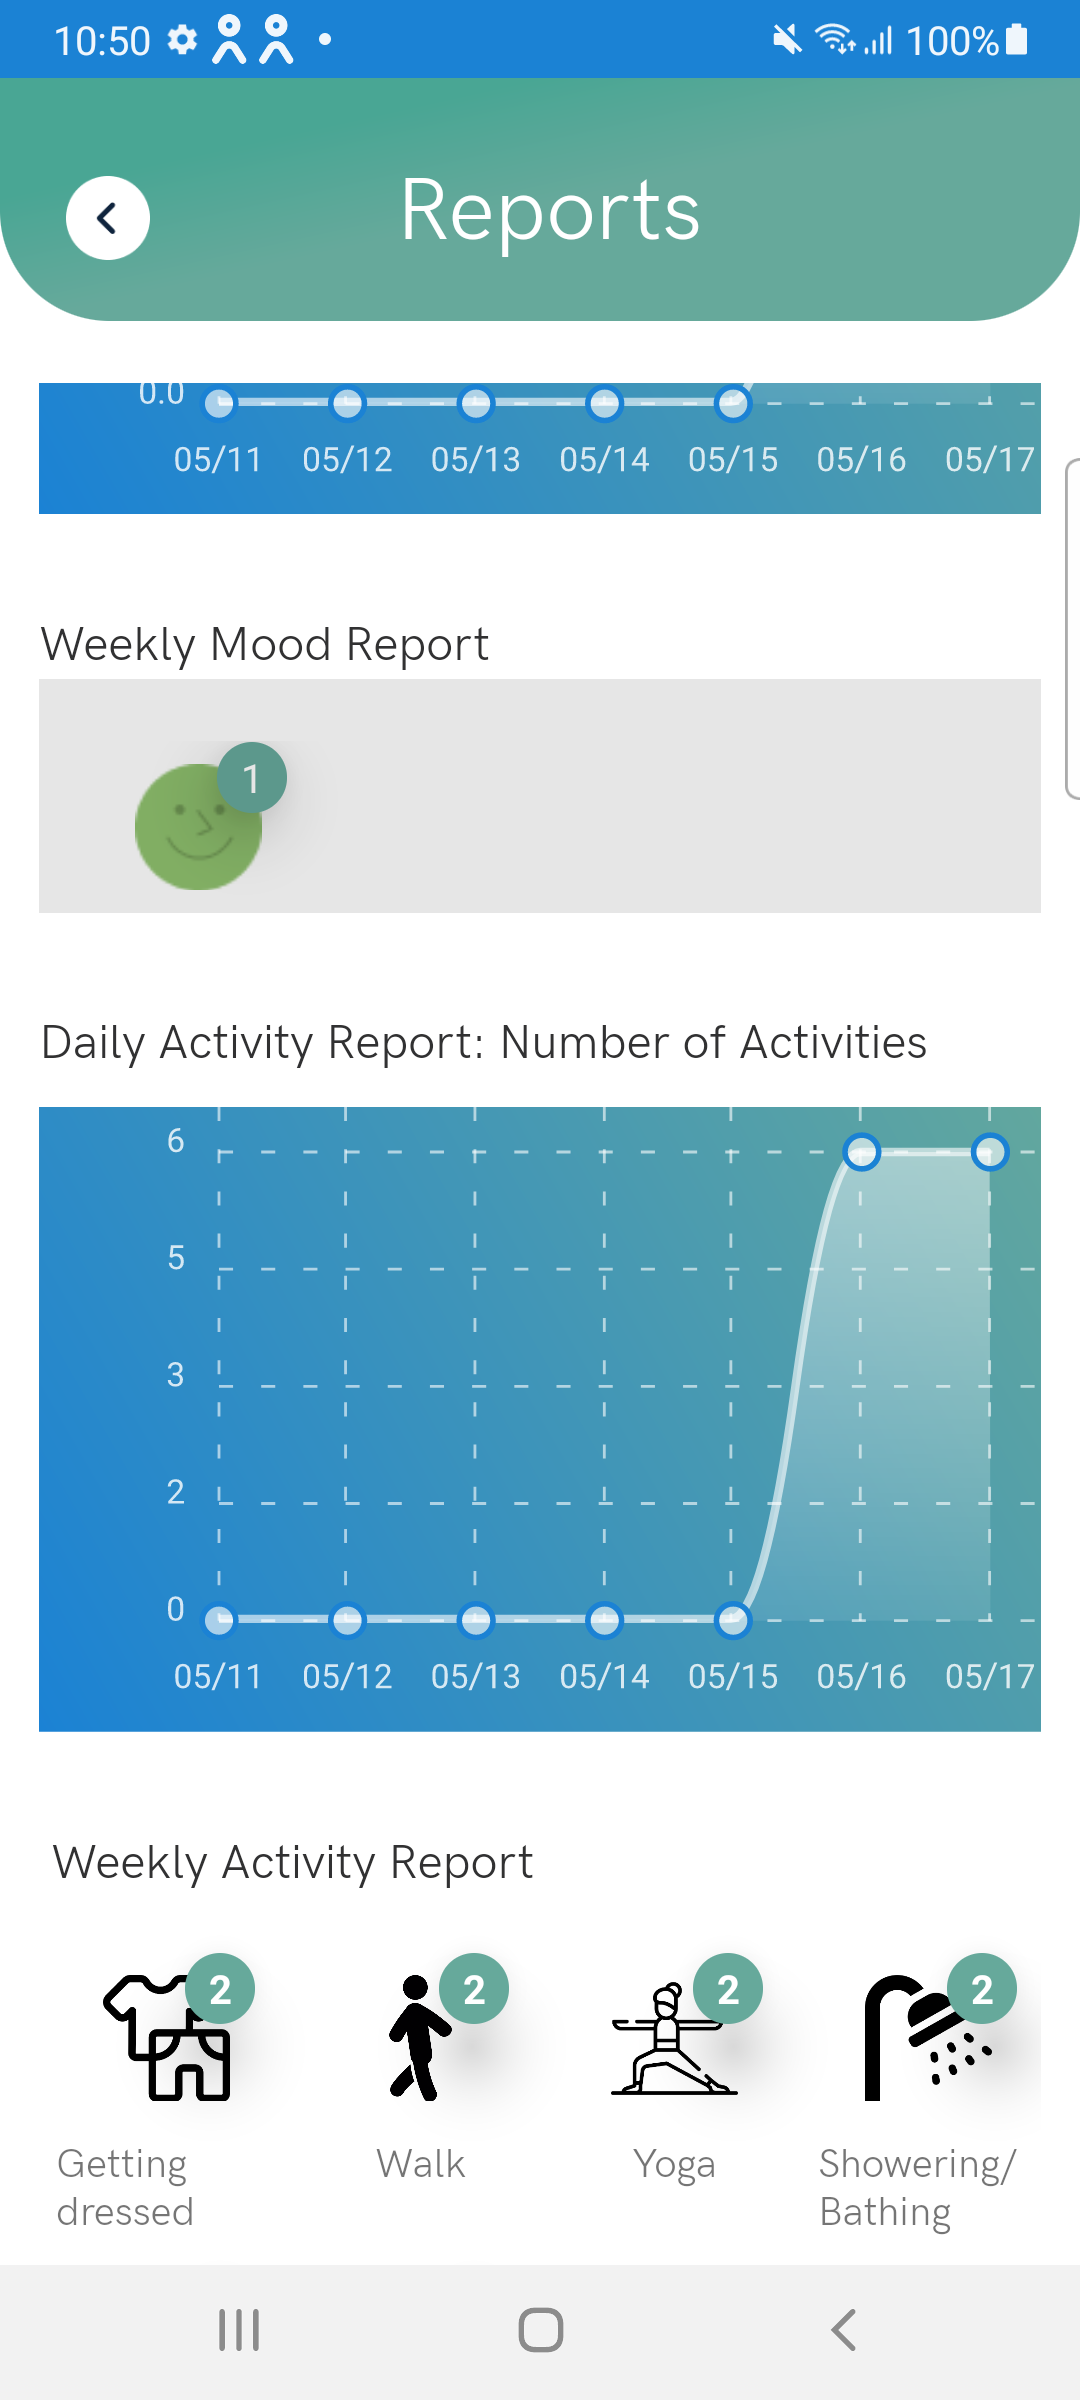 10:50 100%
Reports
0.0
05/11 05/12 05/13 05/14 05/15 05/16 05/17
Weekly Mood Report
1
Daily Activity Report: Number of Activities
6
5
3
2
0
05/11 05/12 05/13 05/14 05/15 05/16 05/17
Weekly Activity Report
2 2 2 2
Getting Walk Yoga Showering/
dressed Bathing